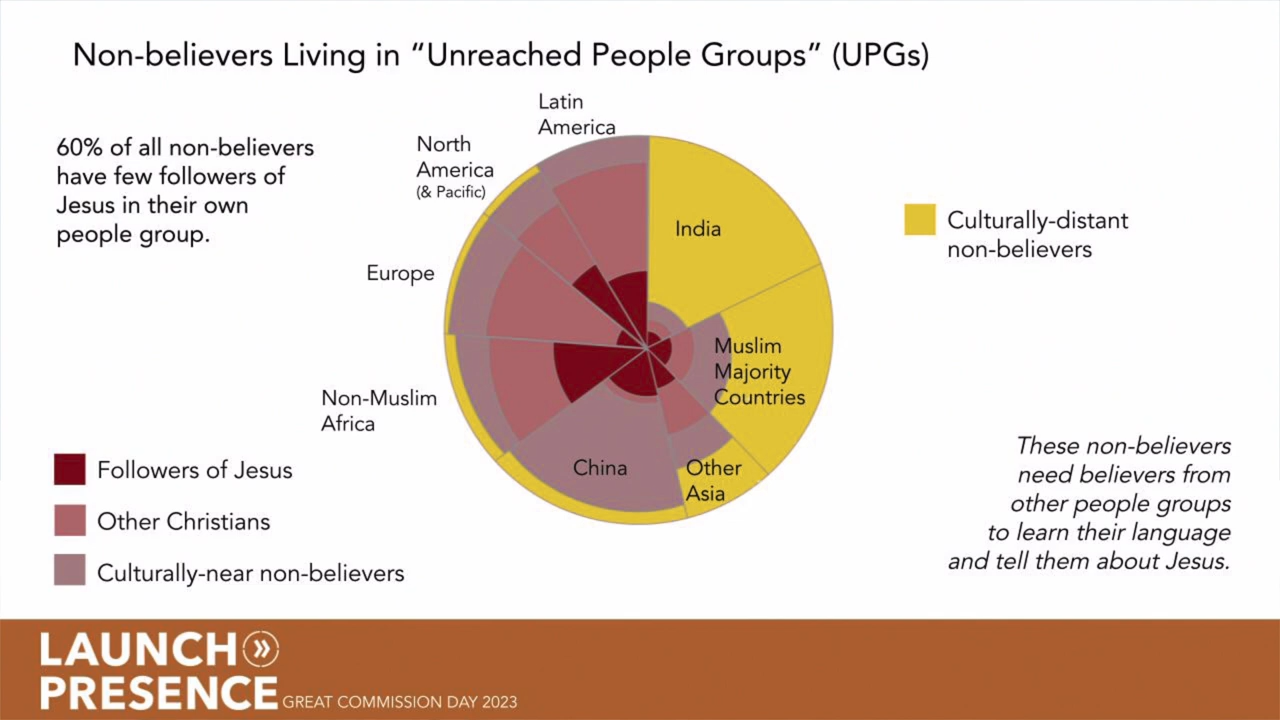 Non-believers Living in “Unreached People Groups” (UPGs)
60% of all non-believers
have few followers of
Jesus in their own
people group.
Latin
America
North
America
(& Pacific)
Europe
Non-Muslim
Africa
India
Muslim
Majority
Countries
China
Other
Asia
Culturally-distant
non-believers
Followers of Jesus
Other Christians
Culturally-near non-believers
These non-believers
need believers from
other people groups
to learn their language
and tell them about Jesus.
LAUNCH
PRESENCE GREAT COMMISSION DAY 2023